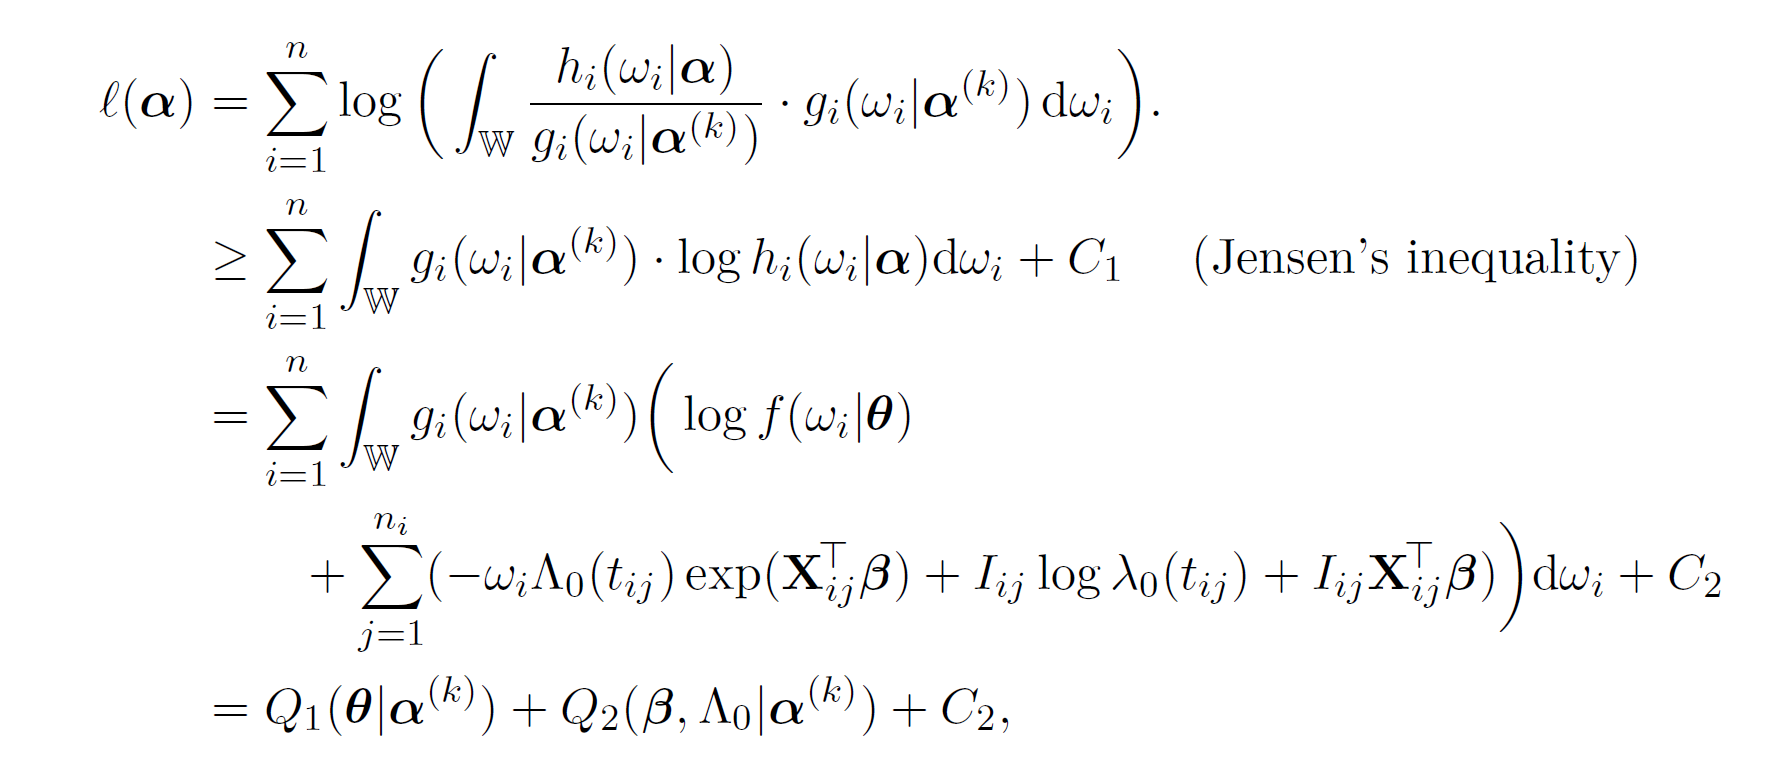 ℓ(𝜶) = ∑_{i=1}^{n} log ( ∫_𝕎 \frac{h_i(ω_i|𝜶)}{g_i(ω_i|𝜶^{(k)})} · g_i(ω_i|𝜶^{(k)}) dω_i ).
≥ ∑_{i=1}^{n} ∫_𝕎 g_i(ω_i|𝜶^{(k)}) · log h_i(ω_i|𝜶)dω_i + C_1 (Jensen's inequality)
= ∑_{i=1}^{n} ∫_𝕎 g_i(ω_i|𝜶^{(k)}) ( log f(ω_i|𝜽)
+ ∑_{j=1}^{n_i} (−ω_iΛ_0(t_{ij}) exp(𝐗_{ij}^⊤𝜷) + I_{ij} log λ_0(t_{ij}) + I_{ij}𝐗_{ij}^⊤𝜷) ) dω_i + C_2
= Q_1(𝜽|𝜶^{(k)}) + Q_2(𝜷, Λ_0|𝜶^{(k)}) + C_2,